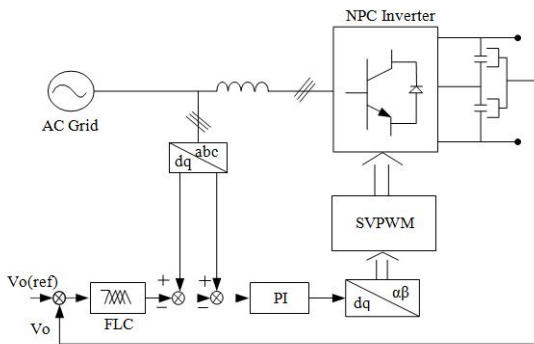 NPC Inverter
AC Grid
abc
dq
SVPWM
Vo(ref)
+
−
+
−
PI
αβ
dq
Vo
FLC